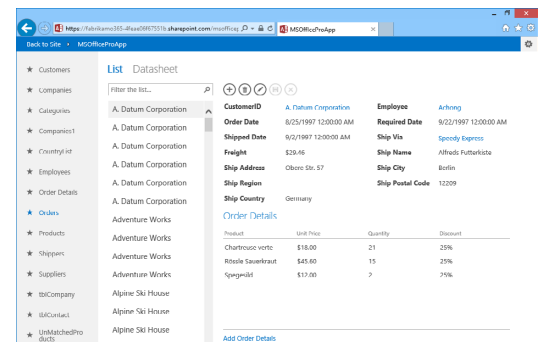 https://fabrikamo365-4feae06f67551b.sharepoint.com/msofficep
MSOfficeProApp
Back to Site MSOfficeProApp
Customers
Companies
Categories
Companies1
CountryList
Employees
Order Details
Orders
Products
Shippers
Suppliers
tblCompany
tblContact
UnMatchedPro
ducts
List Datasheet
Filter the list...
A. Datum Corporation
A. Datum Corporation
A. Datum Corporation
A. Datum Corporation
A. Datum Corporation
A. Datum Corporation
Adventure Works
Adventure Works
Adventure Works
Adventure Works
Alpine Ski House
Alpine Ski House
Alpine Ski House
CustomerID A. Datum Corporation Employee Achong
Order Date 8/25/1997 12:00:00 AM Required Date 9/22/1997 12:00:00 AM
Shipped Date 9/2/1997 12:00:00 AM Ship Via Speedy Express
Freight $29.46 Ship Name Alfreds Futterkiste
Ship Address Obere Str. 57 Ship City Berlin
Ship Region Ship Postal Code 12209
Ship Country Germany
Order Details
Product Unit Price Quantity Discount
Chartreuse verte $18.00 21 25%
Rössle Sauerkraut $45.60 15 25%
Spegesild $12.00 2 25%
Add Order Details